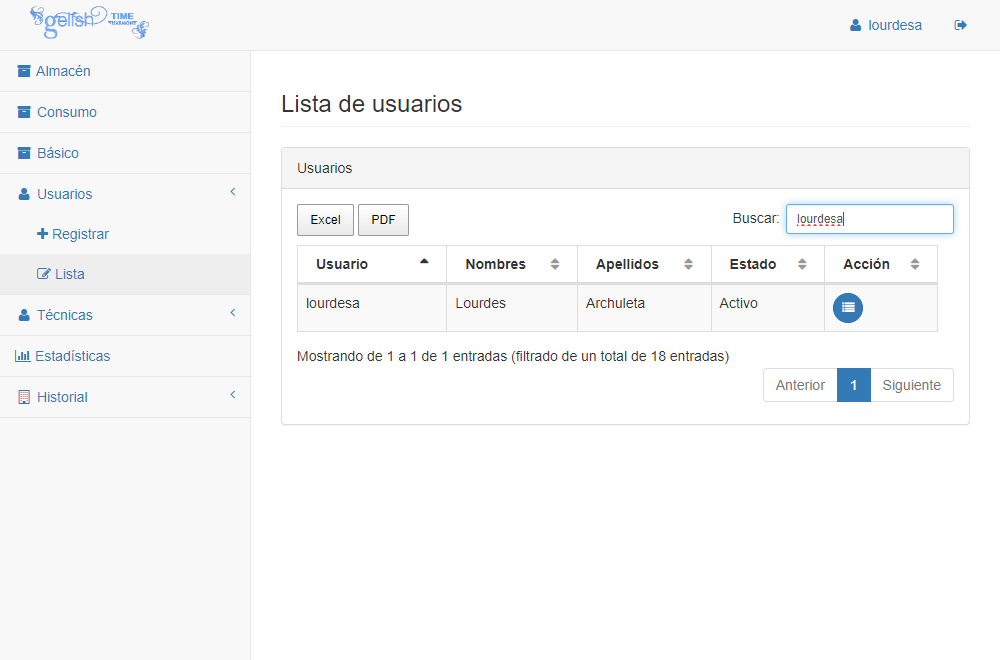 gelfsh TIME
HARMONY
lourdesa
Almacén
Consumo
Básico
Usuarios
Registrar
Lista
Técnicas
Estadísticas
Historial
Lista de usuarios
Usuarios
Excel PDF Buscar: lourdesa
Usuario Nombres Apellidos Estado Acción
lourdesa Lourdes Archuleta Activo
Mostrando de 1 a 1 de 1 entradas (filtrado de un total de 18 entradas)
Anterior 1 Siguiente